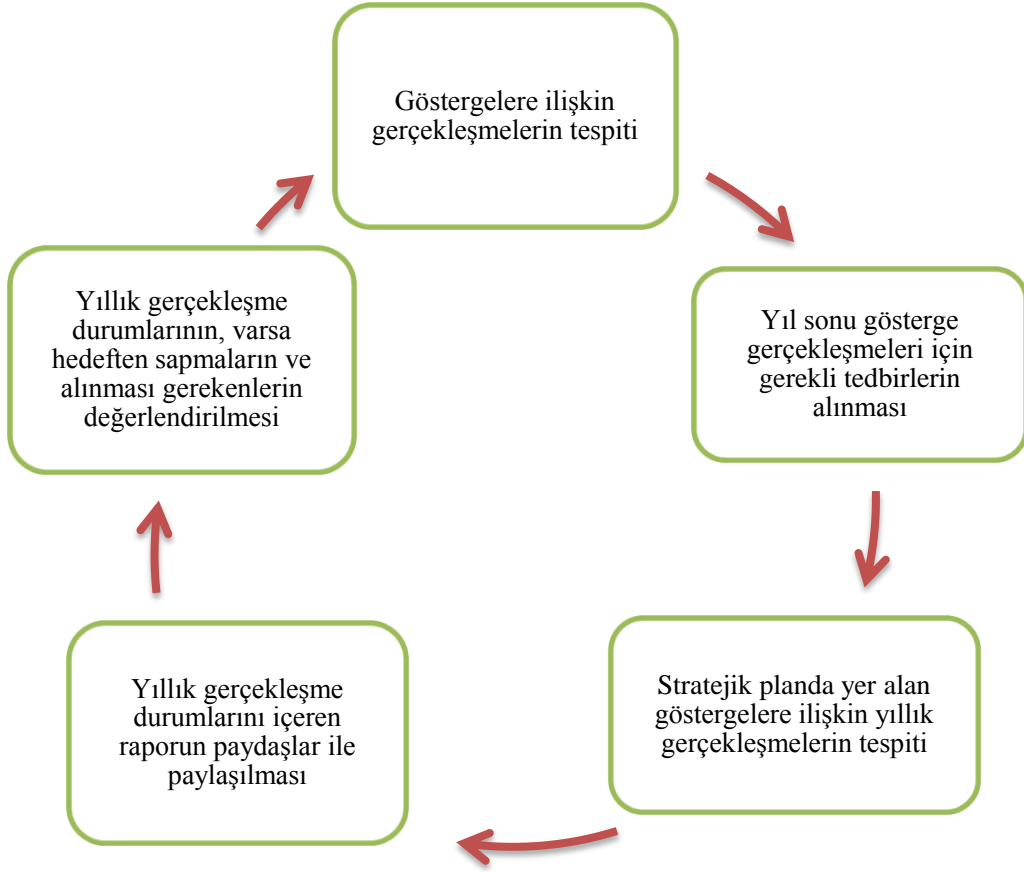 Göstergelere ilişkin
gerçekleşmelerin tespiti
Yıl sonu gösterge
gerçekleşmeleri için
gerekli tedbirlerin
alınması
Stratejik planda yer alan
göstergelere ilişkin yıllık
gerçekleşmelerin tespiti
Yıllık gerçekleşme
durumlarını içeren
raporun paydaşlar ile
paylaşılması
Yıllık gerçekleşme
durumlarının, varsa
hedeften sapmaların ve
alınması gerekenlerin
değerlendirilmesi